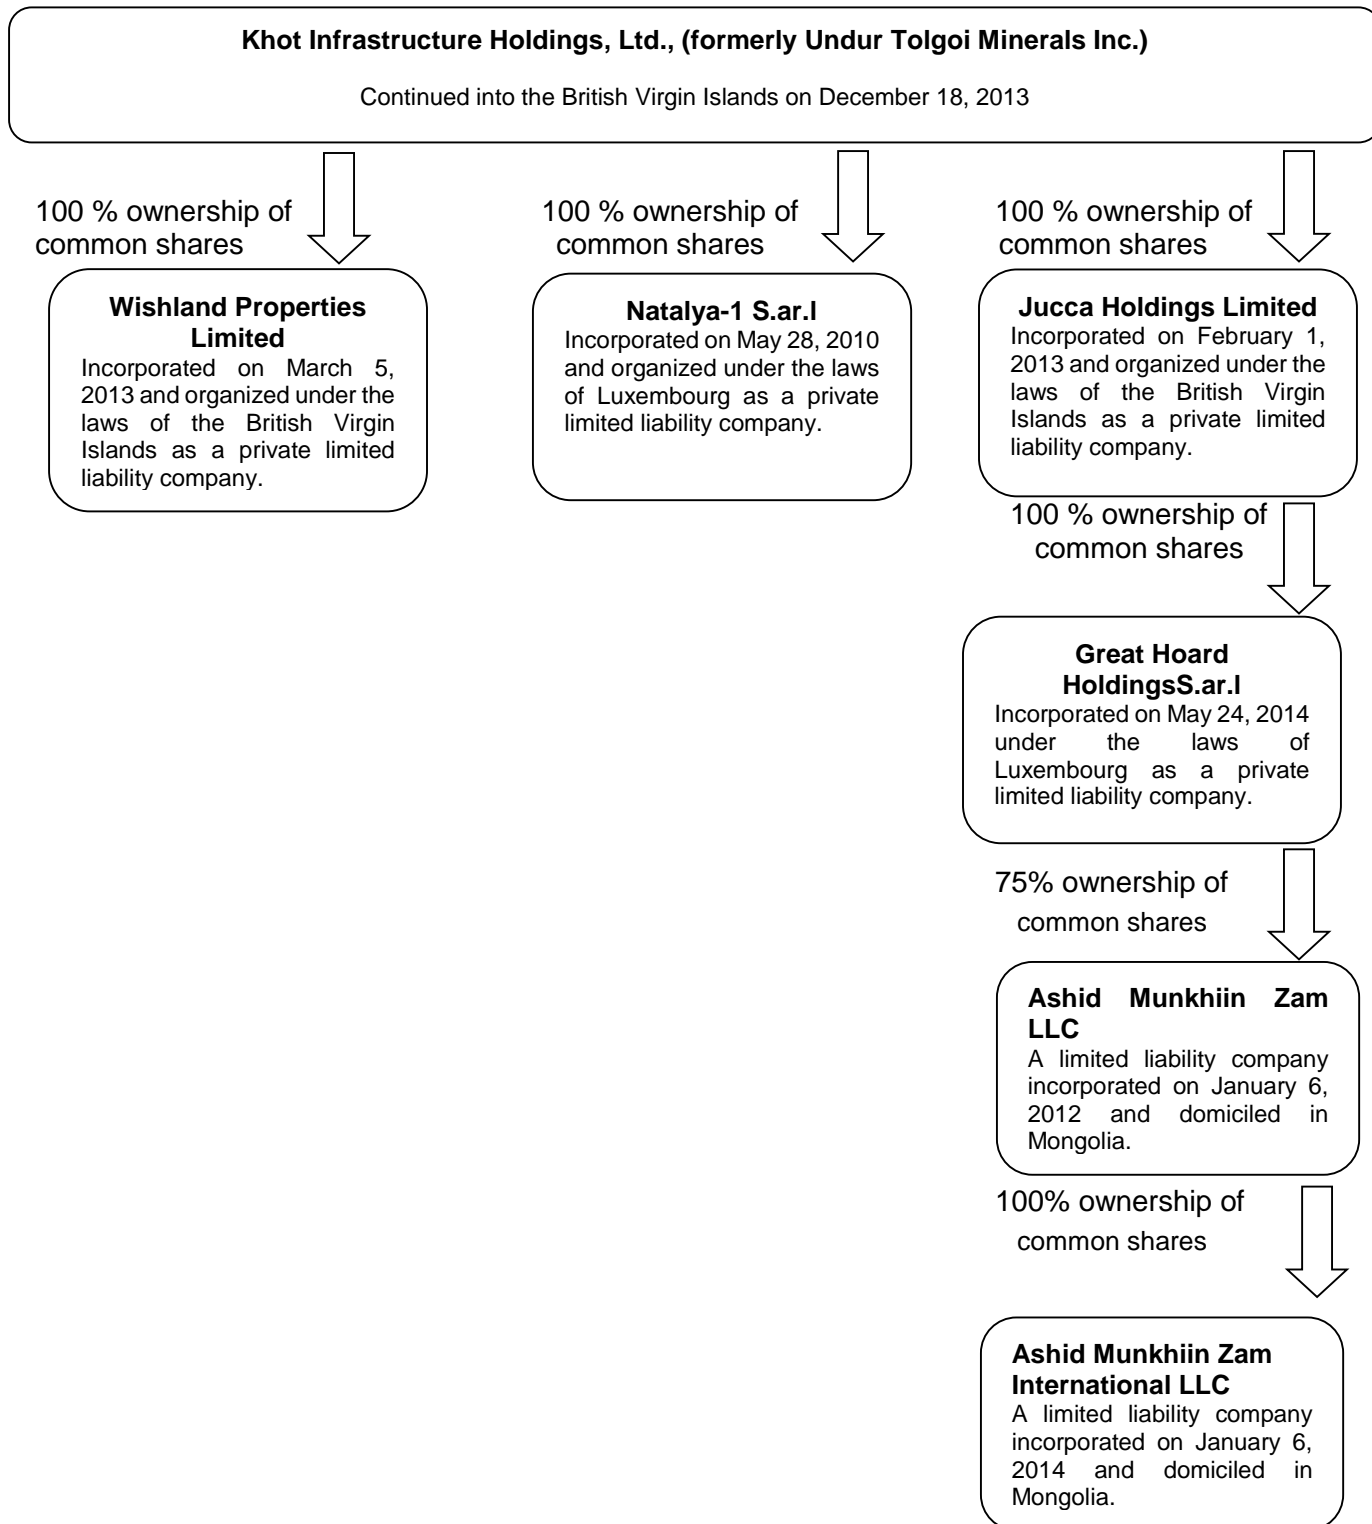 Khot Infrastructure Holdings, Ltd., (formerly Undur Tolgoi Minerals Inc.)
Continued into the British Virgin Islands on December 18, 2013
100 % ownership of
common shares
100 % ownership of
common shares
100 % ownership of
common shares
Wishland Properties
Limited
Incorporated on March 5,
2013 and organized under the
laws of the British Virgin
Islands as a private limited
liability company.
Natalya-1 S.ar.l
Incorporated on May 28, 2010
and organized under the laws
of Luxembourg as a private
limited liability company.
Jucca Holdings Limited
Incorporated on February 1,
2013 and organized under the
laws of the British Virgin
Islands as a private limited
liability company.
100 % ownership of
common shares
Great Hoard
HoldingsS.ar.l
Incorporated on May 24, 2014
under the laws of
Luxembourg as a private
limited liability company.
75% ownership of
common shares
Ashid Munkhiin Zam
LLC
A limited liability company
incorporated on January 6,
2012 and domiciled in
Mongolia.
100% ownership of
common shares
Ashid Munkhiin Zam
International LLC
A limited liability company
incorporated on January 6,
2014 and domiciled in
Mongolia.